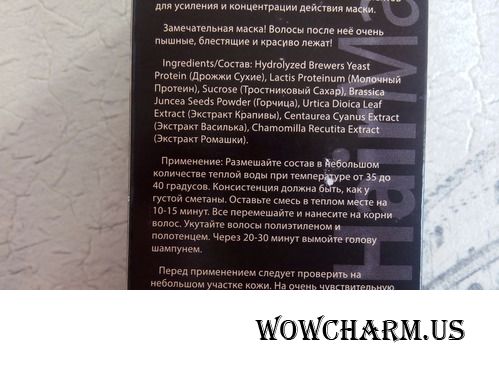 для усиления и концентрации действия маски.
Замечательная маска! Волосы после неё очень
пышные, блестящие и красиво лежат!
Ingredients/Состав: Hydrolyzed Brewers Yeast
Protein (Дрожжи Сухие), Lactis Proteinum (Молочный
Протеин), Sucrose (Тростниковый Сахар), Brassica
Juncea Seeds Powder (Горчица), Urtica Dioica Leaf
Extract (Экстракт Крапивы), Centaurea Cyanus Extract
(Экстракт Василька), Chamomilla Recutita Extract
(Экстракт Ромашки).
Применение: Размешайте состав в небольшом
количестве теплой воды при температуре от 35 до
40 градусов. Консистенция должна быть, как у
густой сметаны. Оставьте смесь в теплом месте на
10-15 минут. Все перемешайте и нанесите на корни
волос. Укутайте волосы полиэтиленом и
полотенцем. Через 20-30 минут вымойте голову
шампунем.
Перед применением следует проверить на
небольшом участке кожи. На очень чувствительную
WOWCHARM.US